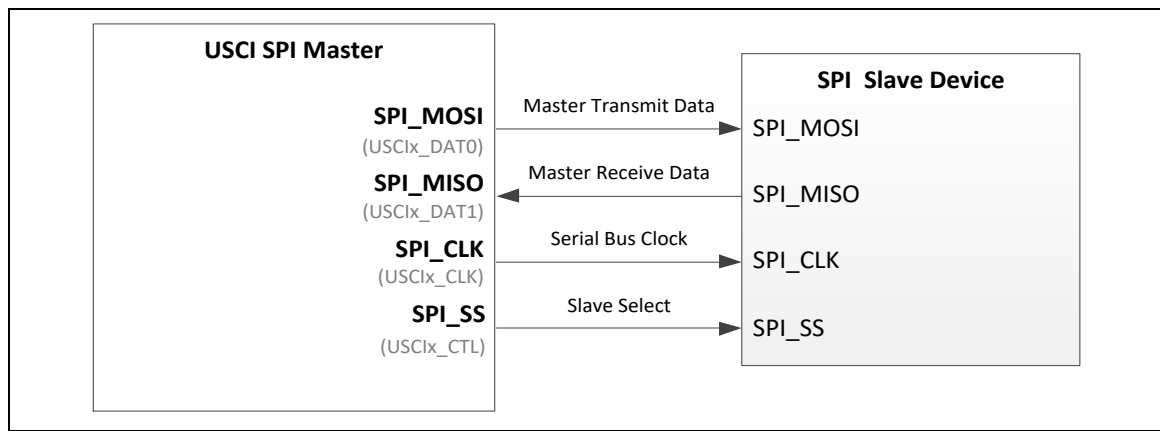 USCI SPI Master
SPI Slave Device
SPI_MOSI
(USCIx_DAT0)
Master Transmit Data
SPI_MOSI
SPI_MISO
(USCIx_DAT1)
Master Receive Data
SPI_MISO
SPI_CLK
(USCIx_CLK)
Serial Bus Clock
SPI_CLK
SPI_SS
(USCIx_CTL)
Slave Select
SPI_SS